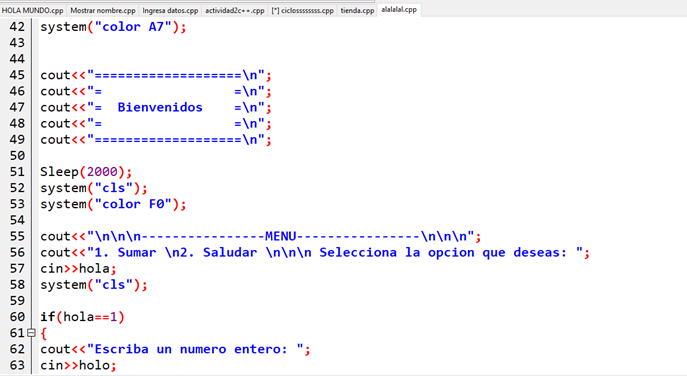 HOLA MUNDO.cpp Mostrar nombre.cpp Ingresa datos.cpp actividad2c++.cpp [*] ciclosssssss.cpp tienda.cpp alalalal.cpp
42 system("color A7");
43
44
45 cout<<"===================\n";
46 cout<<"=                 =\n";
47 cout<<"=  Bienvenidos    =\n";
48 cout<<"=                 =\n";
49 cout<<"===================\n";
50
51 Sleep(2000);
52 system("cls");
53 system("color F0");
54
55 cout<<"\n\n\n----------------MENU----------------\n\n\n";
56 cout<<"1. Sumar \n2. Saludar \n\n\n Selecciona la opcion que deseas: ";
57 cin>>hola;
58 system("cls");
59
60 if(hola==1)
61 {
62 cout<<"Escriba un numero entero: ";
63 cin>>holo;